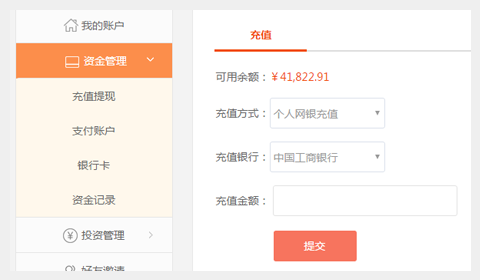 我的账户
资金管理
充值提现
支付账户
银行卡
资金记录
投资管理
好友邀请
充值
可用余额：￥41,822.91
充值方式： 个人网银充值
充值银行： 中国工商银行
充值金额：
提交